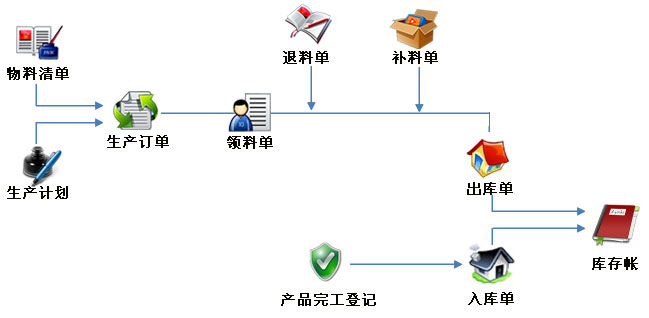 退料单
补料单
物料清单
生产订单
领料单
生产计划
出库单
库存帐
产品完工登记
入库单